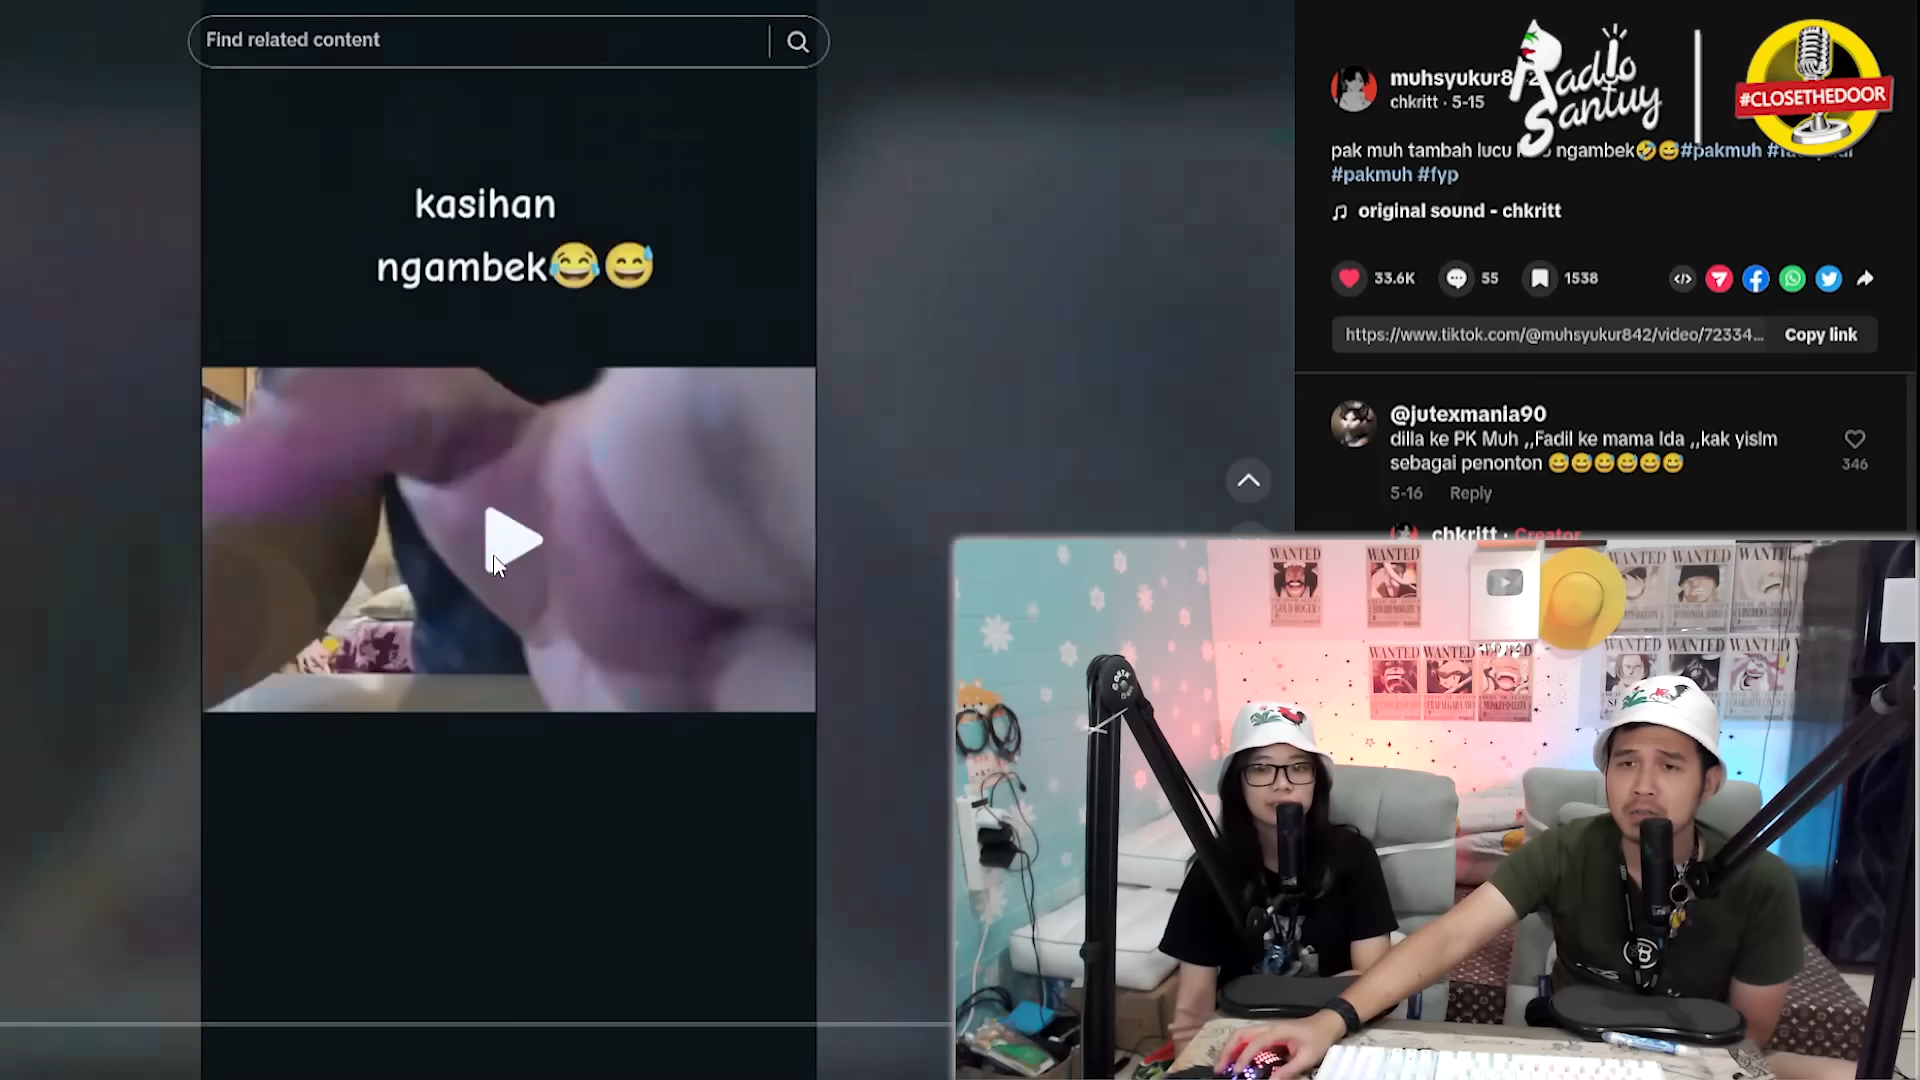 Find related content
kasihan
ngambek😂😅
muhsyukur8
chkritt · 5-15
Radio
Santuy
#CLOSETHEDOOR
pak muh tambah lucu ngambek🤣😅#pakmuh
#pakmuh #fyp
original sound - chkritt
33.6K
55
1538
https://www.tiktok.com/@muhsyukur842/video/72334...
Copy link
@jutexmania90
dilla ke PK Muh ,,Fadil ke mama Ida ,,kak yislm
sebagai penonton 😅😅😅😅😅😅
346
5-16 Reply
chkritt · Creator
WANTED
GOLD ROGER
WANTED
WANTED
WANTED
WANTED
WANTED
WANTED
WANTED
WANTED